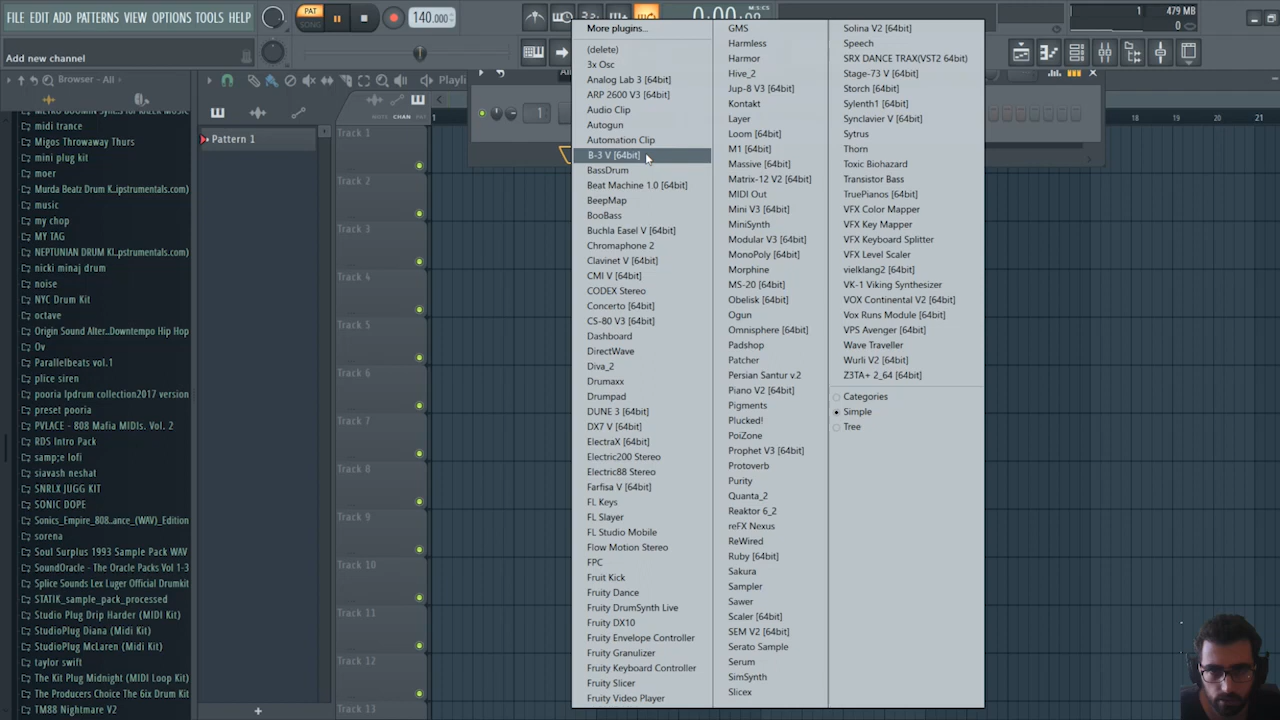 FILE EDIT ADD PATTERNS VIEW OPTIONS TOOLS HELP
PAT
SONG
140.000
0:00:00
M:S:CS
1
479 MB
0
Add new channel
Browser - All
Playli
NOTE CHAN PAT
midi trance
Migos Throwaway Thurs
mini plug kit
moer
Murda Beatz Drum K...ipstrumentals.com)
music
my chop
MY TAG
NEPTUNIAN DRUM KI...pstrumentals.com)
nicki minaj drum
noise
NYC Drum Kit
octave
Origin Sound Alter...Downtempo Hip Hop
Ov
Parallelbeats vol.1
plice siren
pooria lpdrum collection2017 version
preset pooria
PVLACE - 808 Mafia MIDIs. Vol. 2
RDS Intro Pack
samp;e lofi
siavash neshat
SNRLX JUGG KIT
SONIC DOPE
Sonics_Empire_808...ance_(WAV)_Edition
sorena
Soul Surplus 1993 Sample Pack WAV
SoundOracle - The Oracle Packs Vol 1-3
Splice Sounds Lex Luger Official Drumkit
STAT1K_sample_pack_processed
Studio Plug Drip Harder (MIDI Kit)
StudioPlug Diana (Midi Kit)
StudioPlug McLaren (Midi Kit)
taylor swift
The Kit Plug Midnight (MIDI Loop Kit)
The Producers Choice The 6ix Drum Kit
TM88 Nightmare V2
Pattern 1
Track 1
Track 2
Track 3
Track 4
Track 5
Track 6
Track 7
Track 8
Track 9
Track 10
Track 11
Track 12
Track 13
1
18
19
20
21
More plugins...
(delete)
3x Osc
Analog Lab 3 [64bit]
ARP 2600 V3 [64bit]
Audio Clip
Autogun
Automation Clip
B-3 V [64bit]
BassDrum
Beat Machine 1.0 [64bit]
BeepMap
BooBass
Buchla Easel V [64bit]
Chromaphone 2
Clavinet V [64bit]
CMI V [64bit]
CODEX Stereo
Concerto [64bit]
CS-80 V3 [64bit]
Dashboard
DirectWave
Diva_2
Drumaxx
Drumpad
DUNE 3 [64bit]
DX7 V [64bit]
ElectraX [64bit]
Electric200 Stereo
Electric88 Stereo
Farfisa V [64bit]
FL Keys
FL Slayer
FL Studio Mobile
Flow Motion Stereo
FPC
Fruit Kick
Fruity Dance
Fruity DrumSynth Live
Fruity DX10
Fruity Envelope Controller
Fruity Granulizer
Fruity Keyboard Controller
Fruity Slicer
Fruity Video Player
GMS
Harmless
Harmor
Hive_2
Jup-8 V3 [64bit]
Kontakt
Layer
Loom [64bit]
M1 [64bit]
Massive [64bit]
Matrix-12 V2 [64bit]
MIDI Out
Mini V3 [64bit]
MiniSynth
Modular V3 [64bit]
MonoPoly [64bit]
Morphine
MS-20 [64bit]
Obelisk [64bit]
Ogun
Omnisphere [64bit]
Padshop
Patcher
Persian Santur v.2
Piano V2 [64bit]
Pigments
Plucked!
PoiZone
Prophet V3 [64bit]
Protoverb
Purity
Quanta_2
Reaktor 6_2
reFX Nexus
ReWired
Ruby [64bit]
Sakura
Sampler
Sawer
Scaler [64bit]
SEM V2 [64bit]
Serato Sample
Serum
SimSynth
Slicex
Solina V2 [64bit]
Speech
SRX DANCE TRAX(VST2 64bit)
Stage-73 V [64bit]
Storch [64bit]
Sylenth1 [64bit]
Synclavier V [64bit]
Sytrus
Thorn
Toxic Biohazard
Transistor Bass
TruePianos [64bit]
VFX Color Mapper
VFX Key Mapper
VFX Keyboard Splitter
VFX Level Scaler
vielklang2 [64bit]
VK-1 Viking Synthesizer
VOX Continental V2 [64bit]
Vox Runs Module [64bit]
VPS Avenger [64bit]
Wave Traveller
Wurli V2 [64bit]
Z3TA+ 2_64 [64bit]
Categories
Simple
Tree